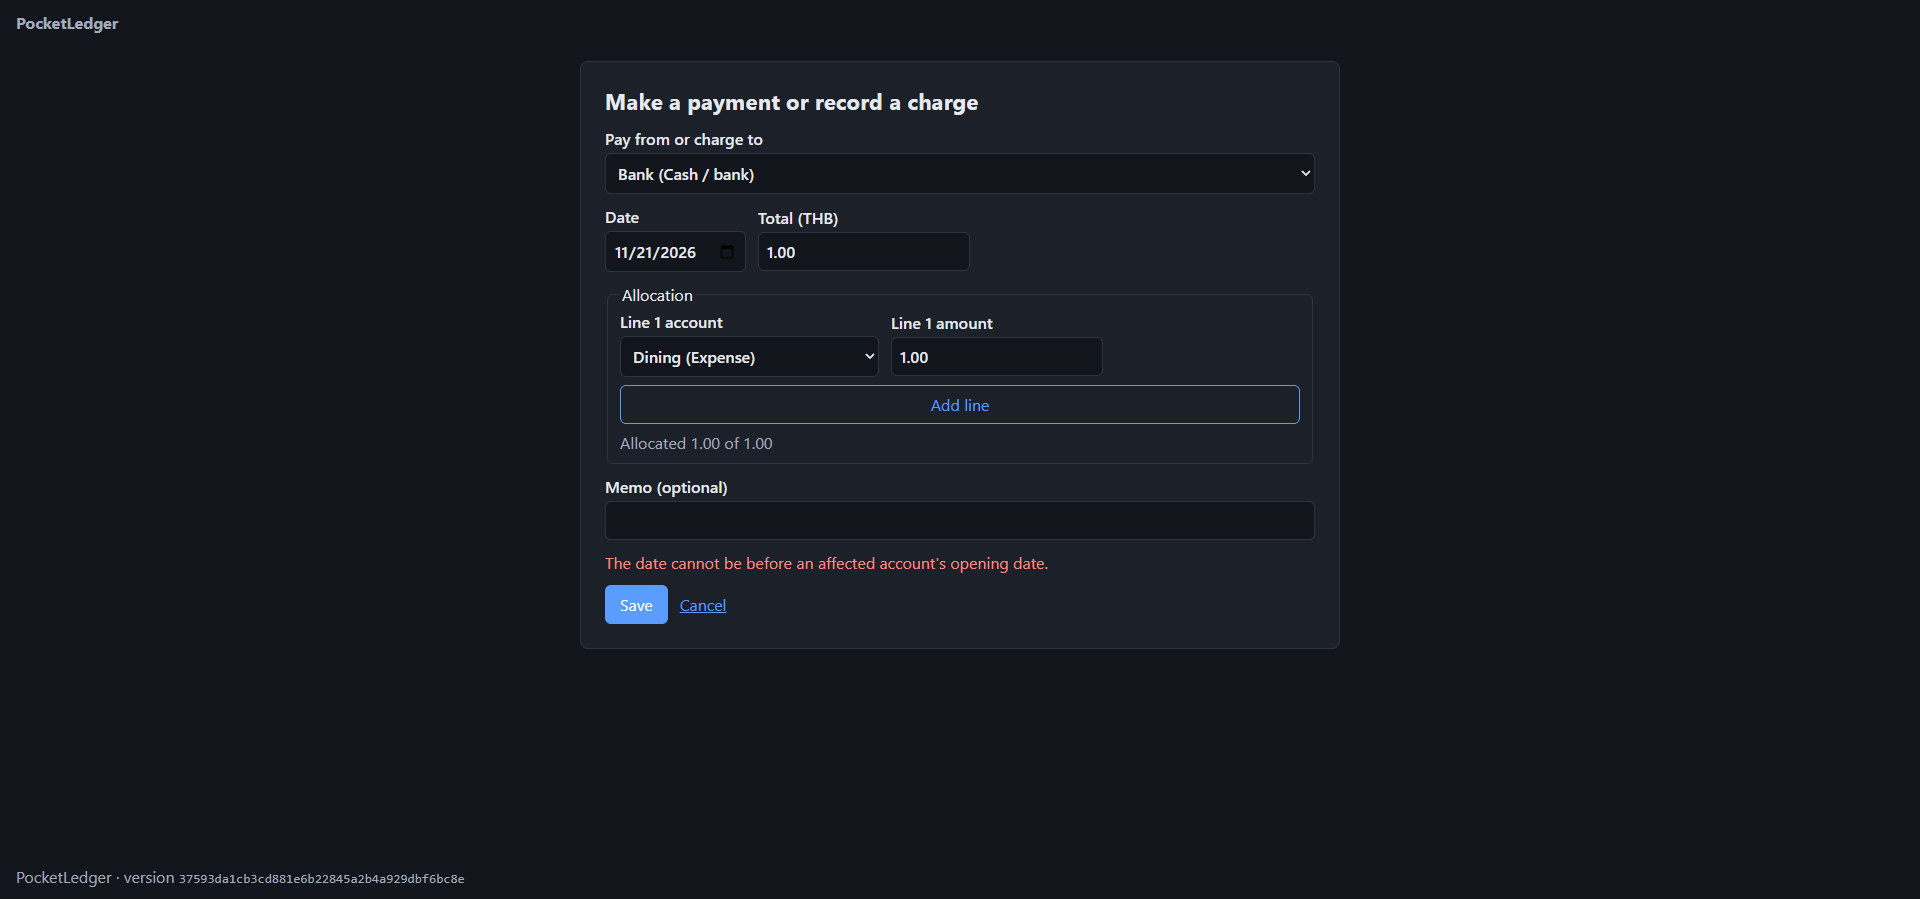 PocketLedger
Make a payment or record a charge
Pay from or charge to
Bank (Cash / bank)
Date
Total (THB)
11/21/2026
1.00
Allocation
Line 1 account
Line 1 amount
Dining (Expense)
1.00
Add line
Allocated 1.00 of 1.00
Memo (optional)
The date cannot be before an affected account's opening date.
Save
Cancel
PocketLedger · version 37593da1cb3cd881e6b22845a2b4a929dbf6bc8e